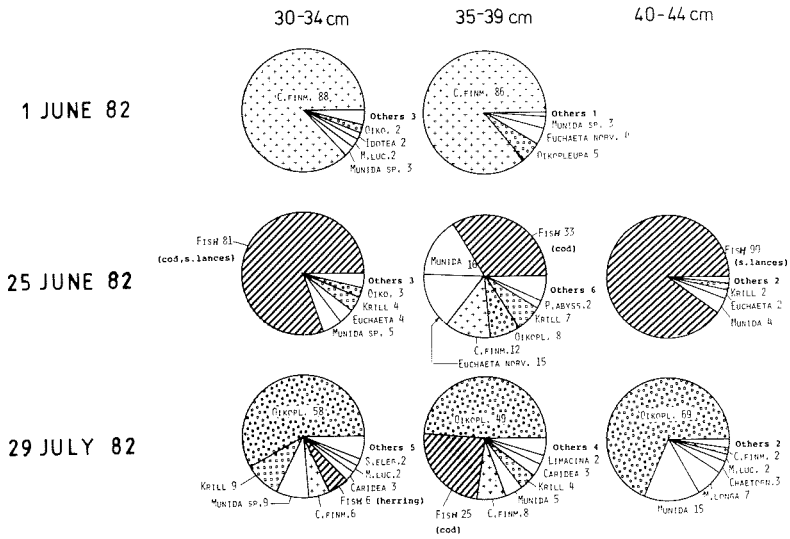 30-34 cm
35-39 cm
40-44 cm
1 JUNE 82
C.FINM. 88
Others 3
OIKO. 2
IDOTEA 2
M.LUC.2
MUNIDA SP. 3
C.FINM. 86
Others 1
MUNIDA SP. 3
EUCHAETA NORV.
OIKOPLEUPA 5
25 JUNE 82
FISH 81
(cod,s.lances)
Others 3
OIKO. 3
KRILL 4
EUCHAETA 4
MUNIDA SP. 5
FISH 33
(cod)
MUNIDA
Others 6
P.ABYSS.2
KRILL 7
OIKOPL. 8
C.FINM.12
EUCHAETA NORV. 15
FISH
(s.lances)
Others 2
KRILL 2
EUCHAETA 2
MUNIDA 4
29 JULY 82
OIKOPL. 58
Others 5
S.ELEG.2
M.LUC.2
CARIDEA 3
FISH 6 (herring)
C.FINM.6
MUNIDA SP.9
KRILL 9
OIKOPL.
Others 4
LIMACINA 2
CARIDEA 3
KRILL 4
MUNIDA 5
C.FINM.8
FISH 25
(cod)
OIKOPL. 69
Others 2
C.FINM. 2
M.LUC. 2
CHAETOGN.3
M.LONGA 7
MUNIDA 15